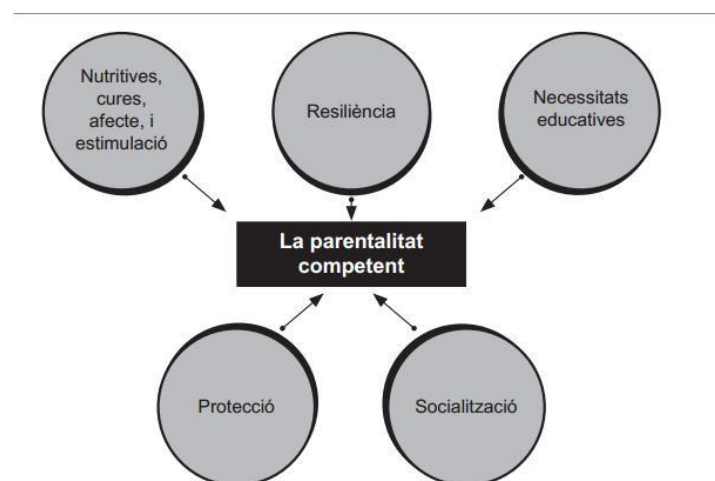 Nutritives,
cures,
afecte, i
estimulació
Resiliència
Necessitats
educatives
La parentalitat
competent
Protecció
Socialització